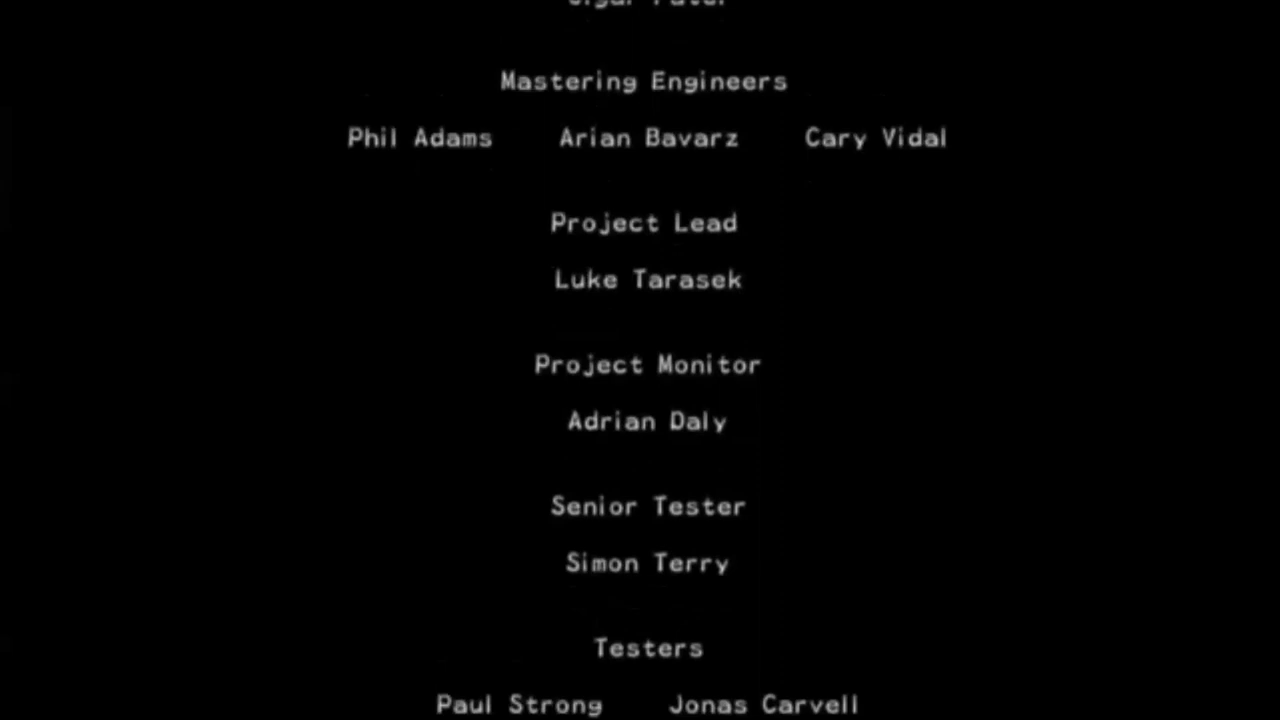 Mastering Engineers
Phil Adams Arian Bavarz Cary Vidal
Project Lead
Luke Tarasek
Project Monitor
Adrian Daly
Senior Tester
Simon Terry
Testers
Paul Strong Jonas Carvell